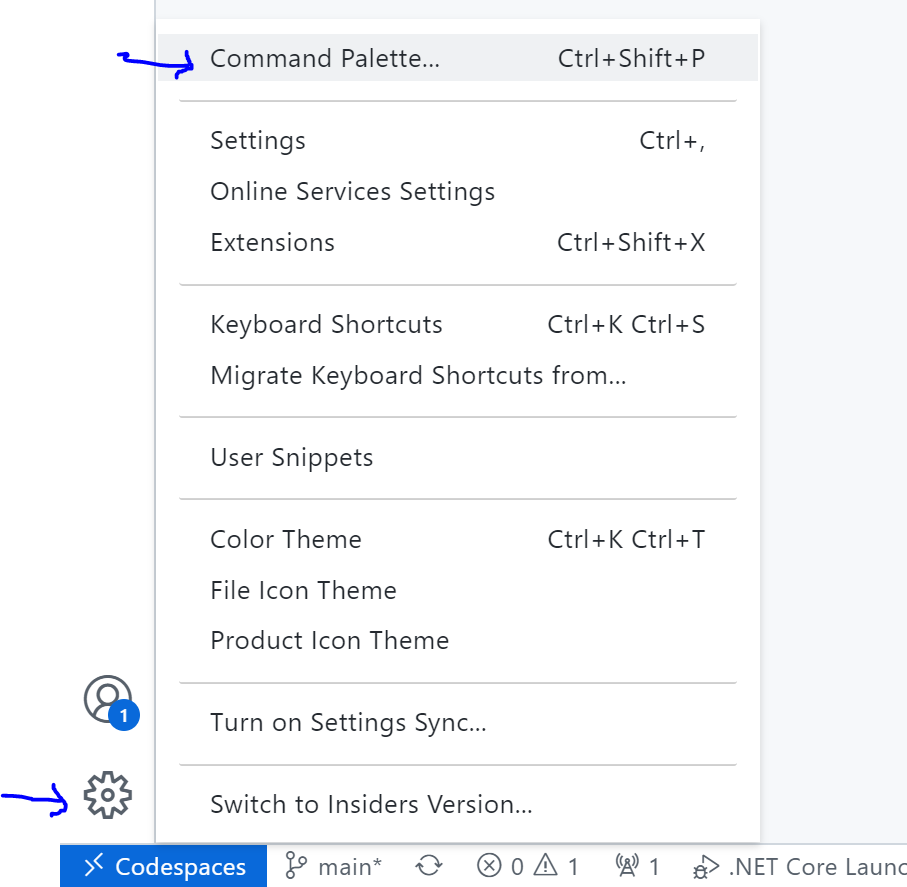 Command Palette... Ctrl+Shift+P
Settings Ctrl+,
Online Services Settings
Extensions Ctrl+Shift+X
Keyboard Shortcuts Ctrl+K Ctrl+S
Migrate Keyboard Shortcuts from...
User Snippets
Color Theme Ctrl+K Ctrl+T
File Icon Theme
Product Icon Theme
1
Turn on Settings Sync...
Switch to Insiders Version...
Codespaces main* 0 1 1 .NET Core Launc